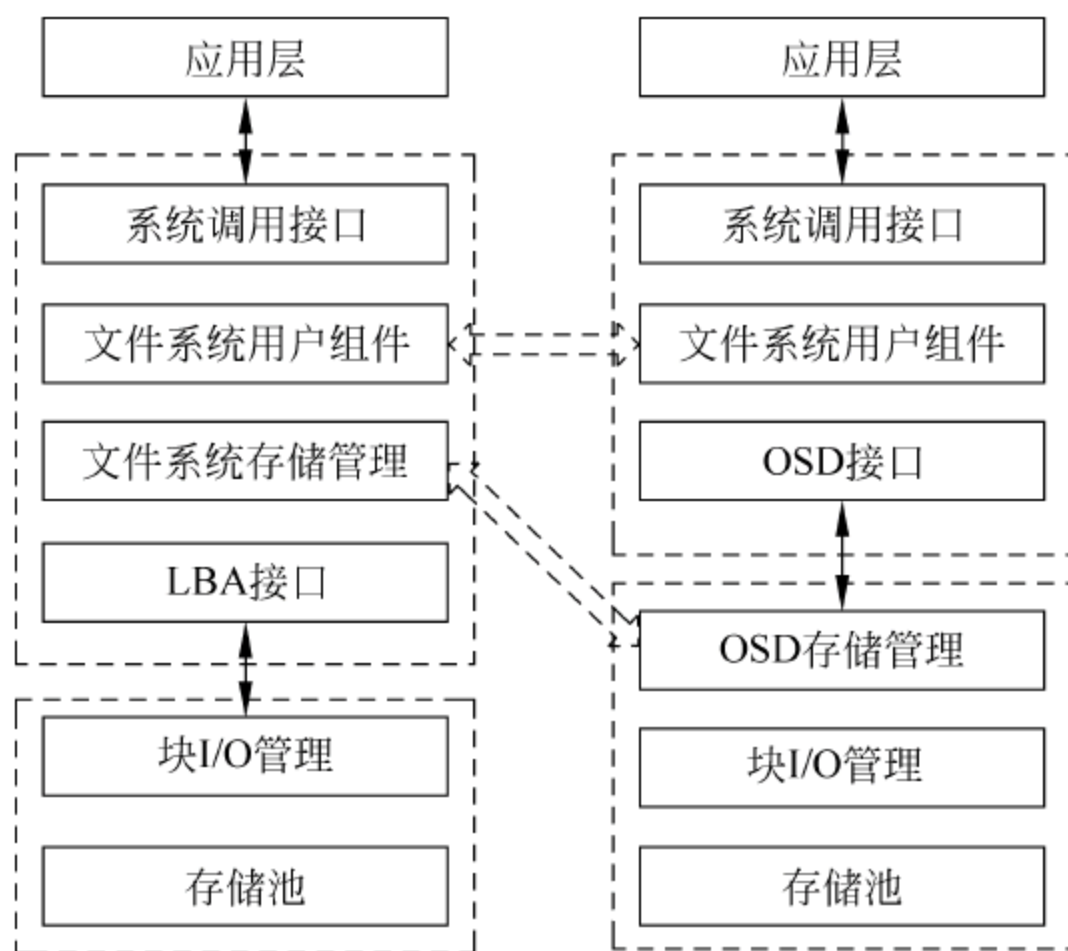 应用层
系统调用接口
文件系统用户组件
文件系统存储管理
LBA接口
块I/O管理
存储池
应用层
系统调用接口
文件系统用户组件
OSD接口
OSD存储管理
块I/O管理
存储池